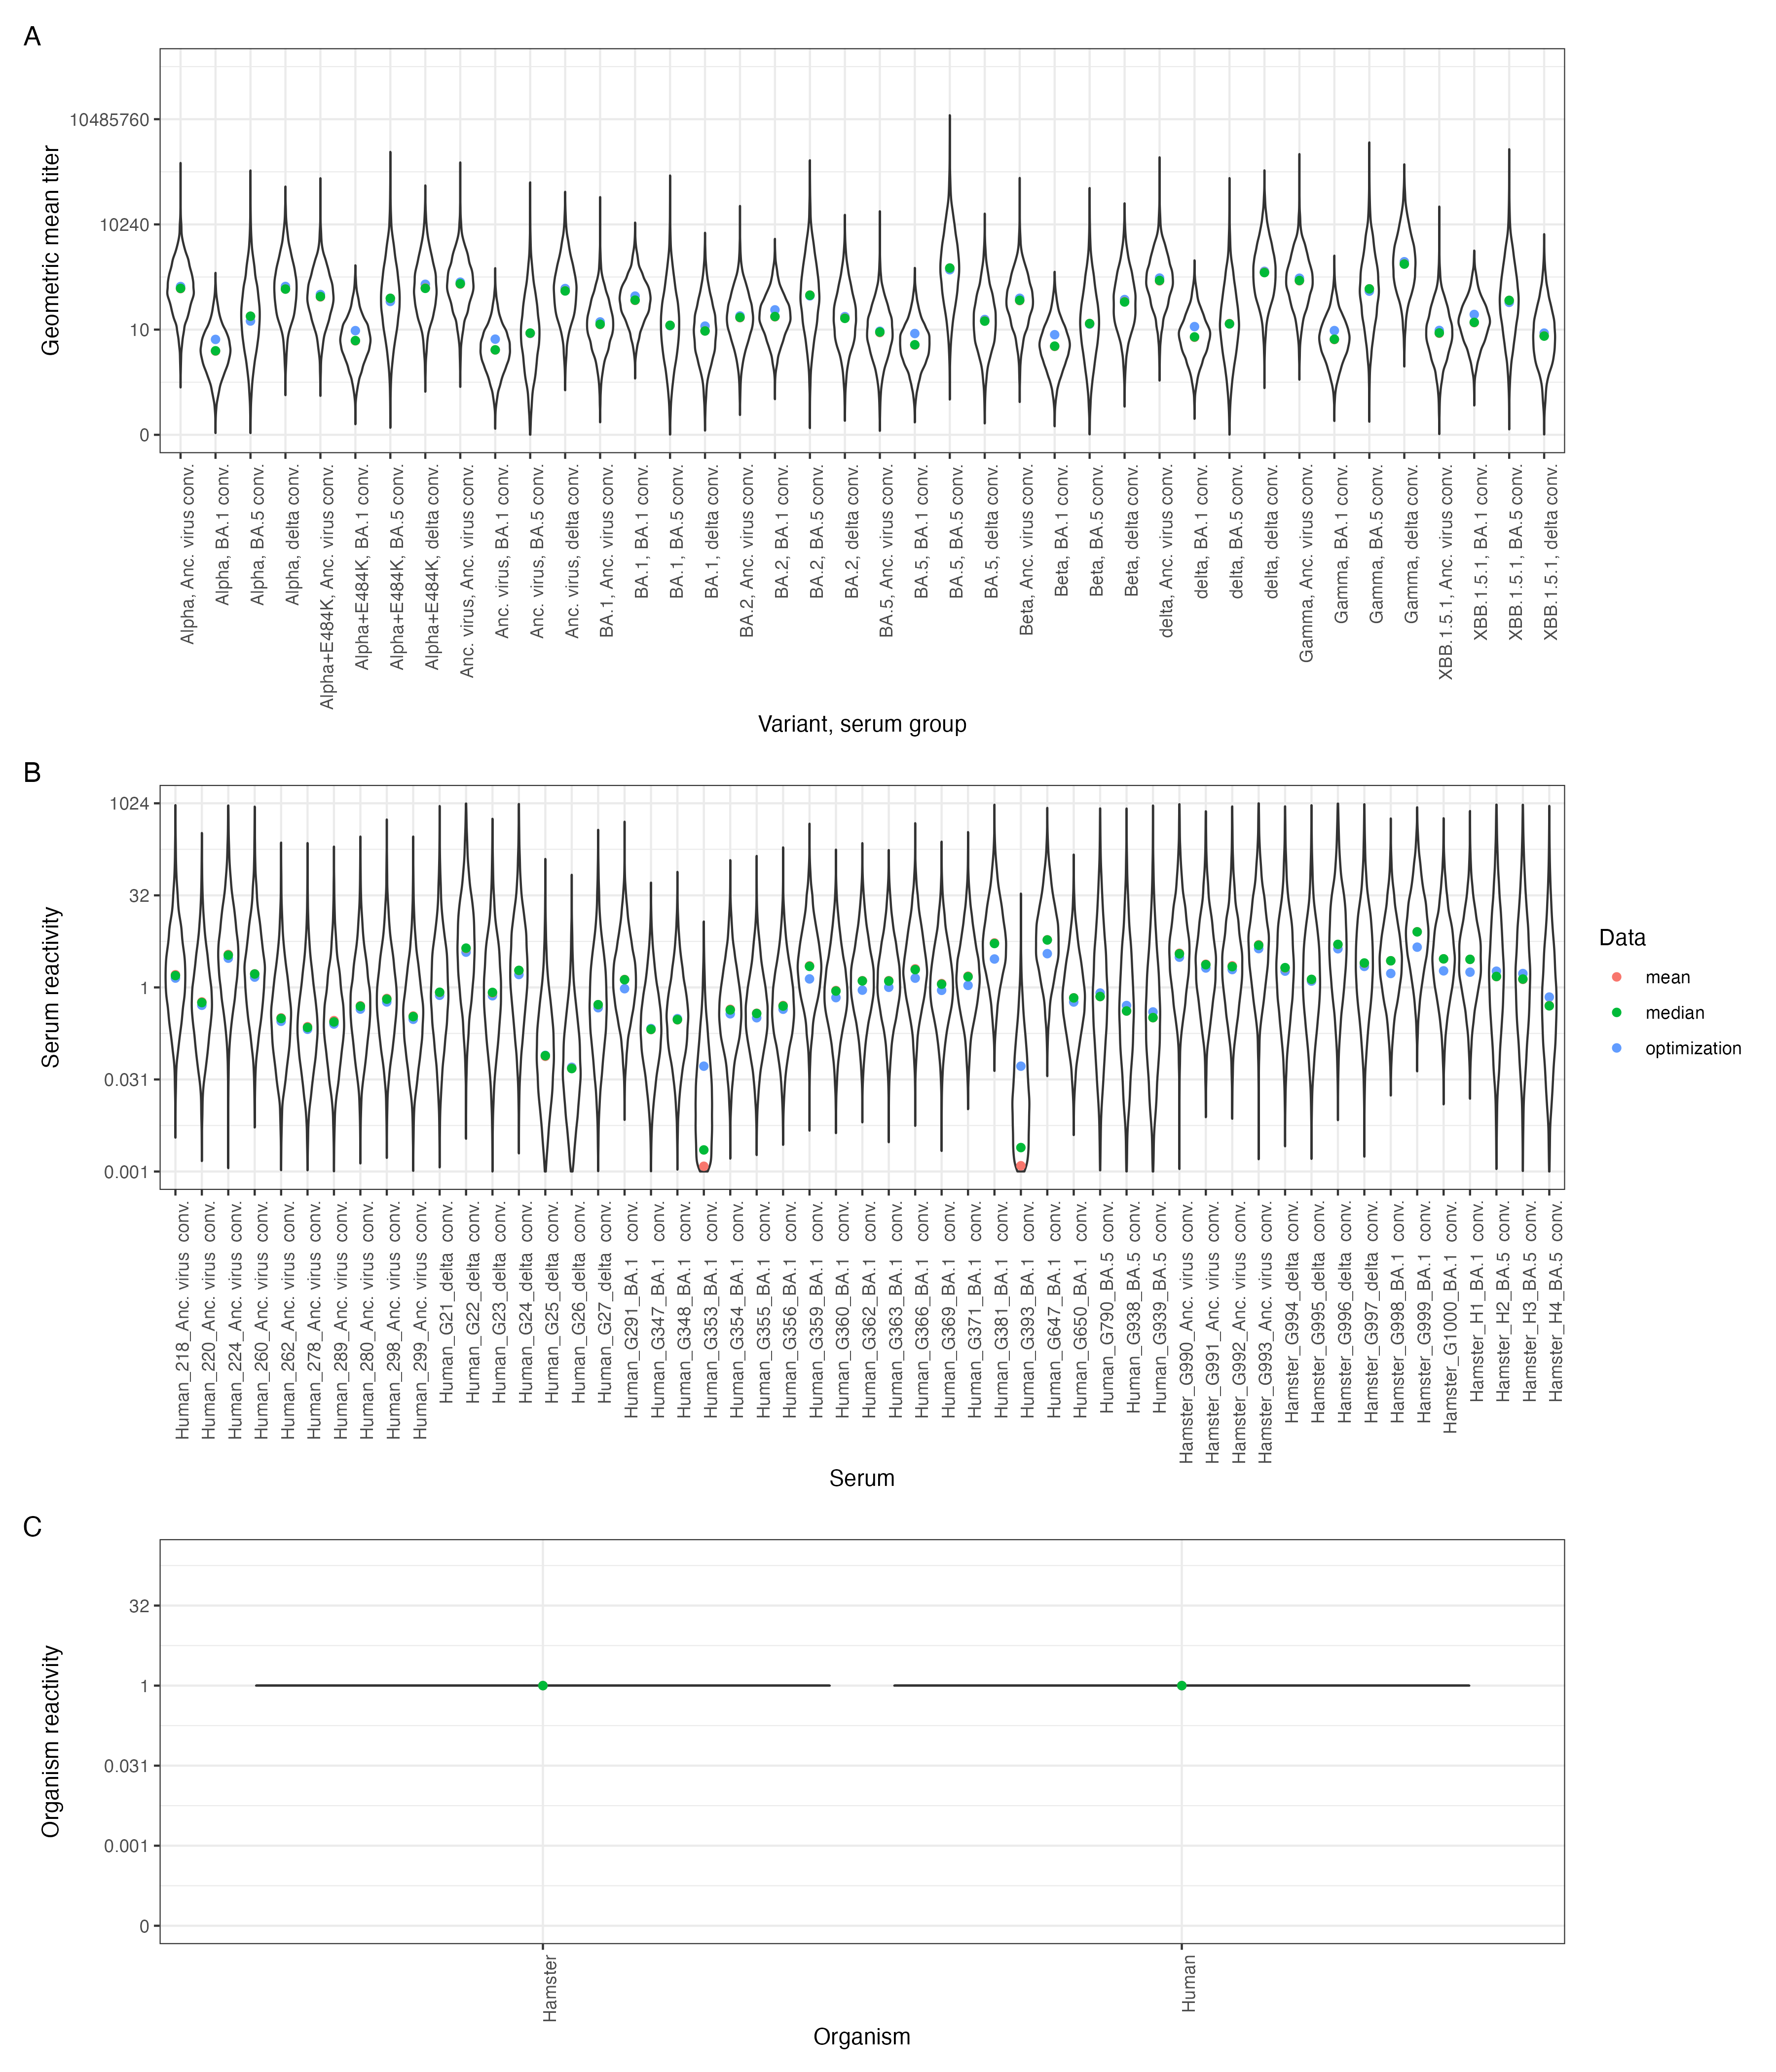 A
Geometric mean titer
10485760
10240
10
0
Alpha, Anc. virus conv.
Alpha, BA.1 conv.
Alpha, BA.5 conv.
Alpha, delta conv.
Alpha+E484K, Anc. virus conv.
Alpha+E484K, BA.1 conv.
Alpha+E484K, BA.5 conv.
Alpha+E484K, delta conv.
Anc. virus, Anc. virus conv.
Anc. virus, BA.1 conv.
Anc. virus, BA.5 conv.
Anc. virus, delta conv.
BA.1, Anc. virus conv.
BA.1, BA.1 conv.
BA.1, BA.5 conv.
BA.1, delta conv.
BA.2, Anc. virus conv.
BA.2, BA.1 conv.
BA.2, BA.5 conv.
BA.2, delta conv.
BA.5, Anc. virus conv.
BA.5, BA.1 conv.
BA.5, BA.5 conv.
BA.5, delta conv.
Beta, Anc. virus conv.
Beta, BA.1 conv.
Beta, BA.5 conv.
Beta, delta conv.
delta, Anc. virus conv.
delta, BA.1 conv.
delta, BA.5 conv.
delta, delta conv.
Gamma, Anc. virus conv.
Gamma, BA.1 conv.
Gamma, BA.5 conv.
Gamma, delta conv.
XBB.1.5.1, Anc. virus conv.
XBB.1.5.1, BA.1 conv.
XBB.1.5.1, BA.5 conv.
XBB.1.5.1, delta conv.
Variant, serum group
B
Serum reactivity
1024
32
1
0.031
0.001
Human_218_Anc. virus conv.
Human_220_Anc. virus conv.
Human_224_Anc. virus conv.
Human_260_Anc. virus conv.
Human_262_Anc. virus conv.
Human_278_Anc. virus conv.
Human_289_Anc. virus conv.
Human_280_Anc. virus conv.
Human_298_Anc. virus conv.
Human_299_Anc. virus conv.
Human_G21_delta conv.
Human_G22_delta conv.
Human_G23_delta conv.
Human_G24_delta conv.
Human_G25_delta conv.
Human_G26_delta conv.
Human_G27_delta conv.
Human_G291_BA.1 conv.
Human_G347_BA.1 conv.
Human_G348_BA.1 conv.
Human_G353_BA.1 conv.
Human_G354_BA.1 conv.
Human_G355_BA.1 conv.
Human_G356_BA.1 conv.
Human_G359_BA.1 conv.
Human_G360_BA.1 conv.
Human_G362_BA.1 conv.
Human_G363_BA.1 conv.
Human_G366_BA.1 conv.
Human_G369_BA.1 conv.
Human_G371_BA.1 conv.
Human_G381_BA.1 conv.
Human_G393_BA.1 conv.
Human_G647_BA.1 conv.
Human_G650_BA.1 conv.
Human_G790_BA.5 conv.
Human_G938_BA.5 conv.
Human_G939_BA.5 conv.
Hamster_G990_Anc. virus conv.
Hamster_G991_Anc. virus conv.
Hamster_G992_Anc. virus conv.
Hamster_G993_Anc. virus conv.
Hamster_G994_delta conv.
Hamster_G995_delta conv.
Hamster_G996_delta conv.
Hamster_G997_delta conv.
Hamster_G998_BA.1 conv.
Hamster_G999_BA.1 conv.
Hamster_G1000_BA.1 conv.
Hamster_H1_BA.1 conv.
Hamster_H2_BA.5 conv.
Hamster_H3_BA.5 conv.
Hamster_H4_BA.5 conv.
Serum
Data
mean
median
optimization
C
Organism reactivity
32
1
0.031
0.001
0
Hamster
Human
Organism